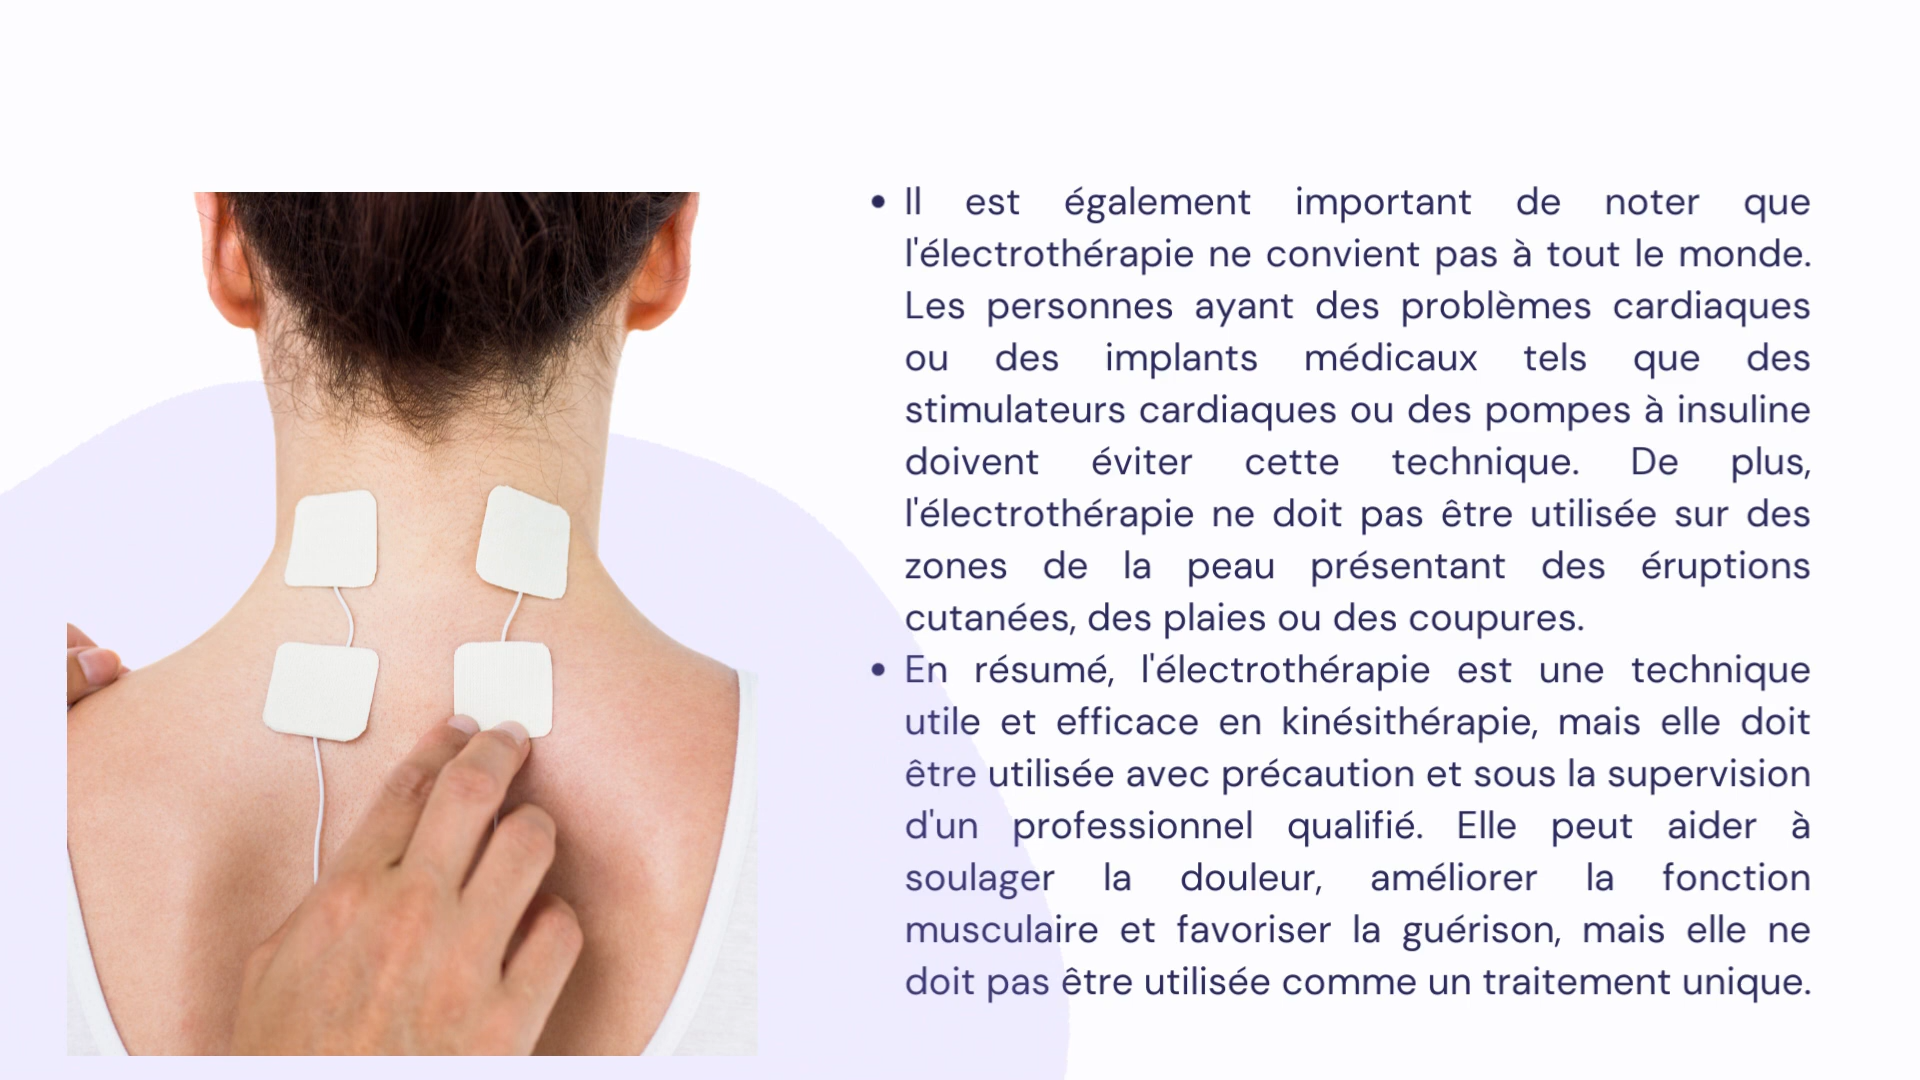 • Il est également important de noter que
l'électrothérapie ne convient pas à tout le monde.
Les personnes ayant des problèmes cardiaques
ou des implants médicaux tels que des
stimulateurs cardiaques ou des pompes à insuline
doivent éviter cette technique. De plus,
l'électrothérapie ne doit pas être utilisée sur des
zones de la peau présentant des éruptions
cutanées, des plaies ou des coupures.
• En résumé, l'électrothérapie est une technique
utile et efficace en kinésithérapie, mais elle doit
être utilisée avec précaution et sous la supervision
d'un professionnel qualifié. Elle peut aider à
soulager la douleur, améliorer la fonction
musculaire et favoriser la guérison, mais elle ne
doit pas être utilisée comme un traitement unique.